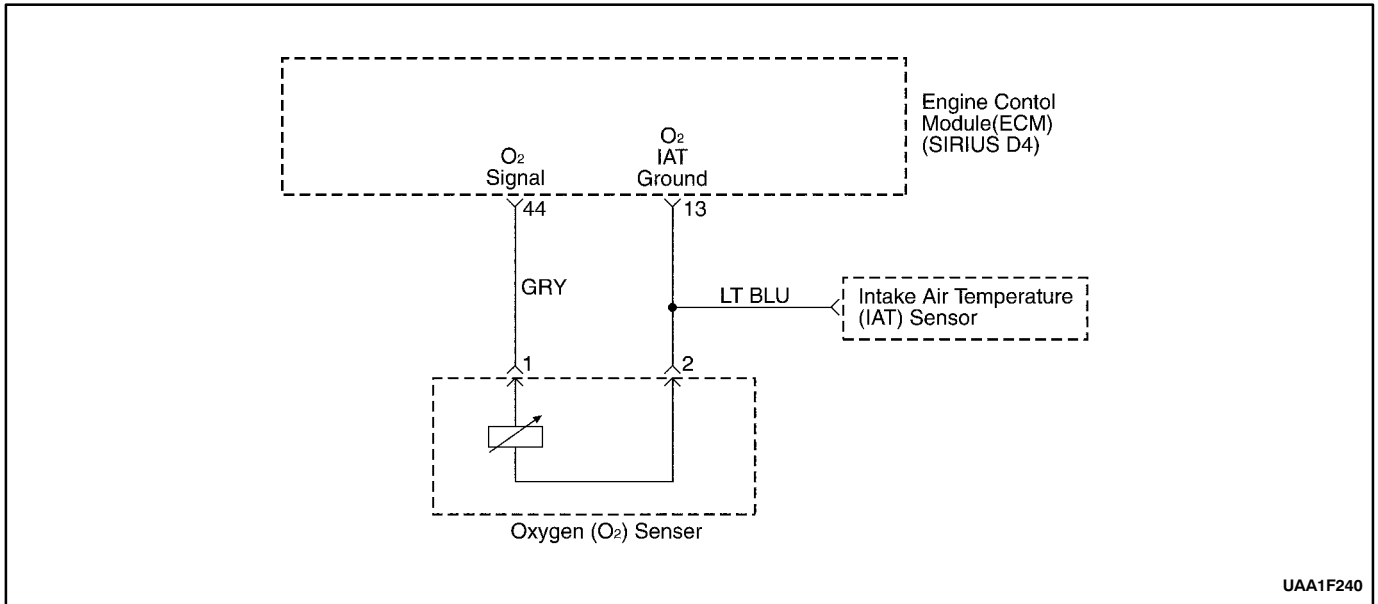 Engine Contol
Module(ECM)
(SIRIUS D4)
O2
Signal
O2
IAT
Ground
44
13
GRY
LT BLU
Intake Air Temperature
(IAT) Sensor
1
2
Oxygen (O2) Senser
UAA1F240